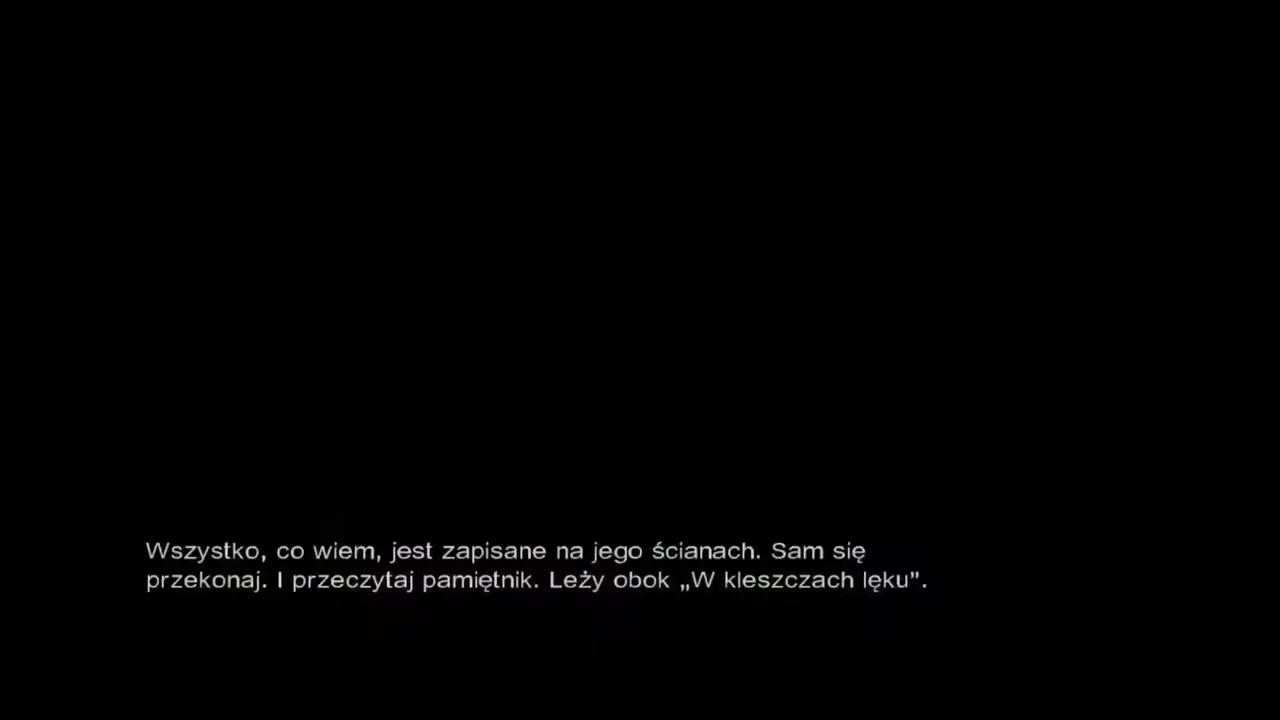 Wszystko, co wiem, jest zapisane na jego ścianach. Sam się
przekonaj. I przeczytaj pamiętnik. Leży obok „W kleszczach lęku”.